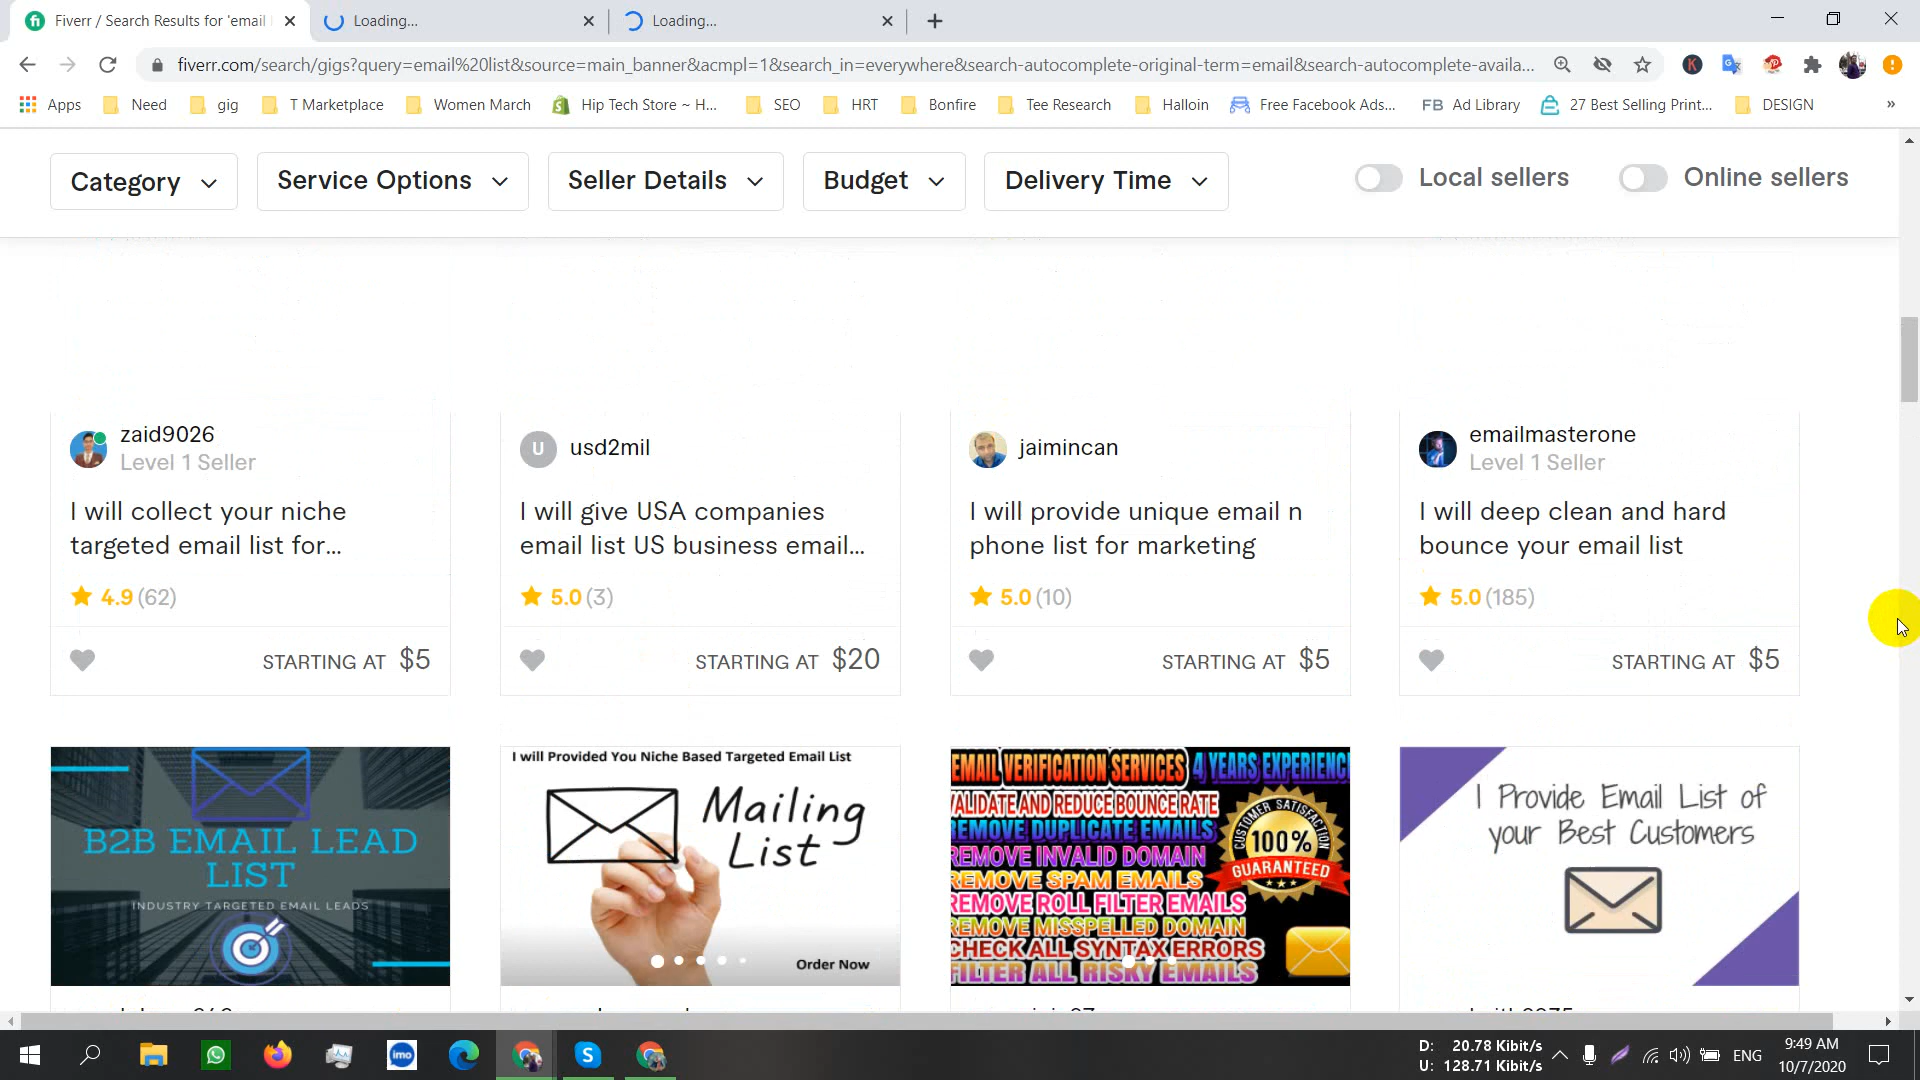 Fiverr / Search Results for 'email
Loading...
Loading...
fiverr.com/search/gigs?query=email%20list&source=main_banner&acmpl=1&search_in=everywhere&search-autocomplete-original-term=email&search-autocomplete-availa...
Apps
Need
gig
T Marketplace
Women March
Hip Tech Store ~ H...
SEO
HRT
Bonfire
Tee Research
Halloin
Free Facebook Ads...
FB Ad Library
27 Best Selling Print...
DESIGN
»
Category
Service Options
Seller Details
Budget
Delivery Time
Local sellers
Online sellers
zaid9026
Level 1 Seller
I will collect your niche
targeted email list for...
4.9 (62)
STARTING AT $5
U
usd2mil
I will give USA companies
email list US business email...
5.0 (3)
STARTING AT $20
jaimincan
I will provide unique email n
phone list for marketing
5.0 (10)
STARTING AT $5
emailmasterone
Level 1 Seller
I will deep clean and hard
bounce your email list
5.0 (185)
STARTING AT $5
B2B EMAIL LEAD
LIST
INDUSTRY TARGETED EMAIL LEADS
I will Provided You Niche Based Targeted Email List
Mailing
List
Order Now
EMAIL VERIFICATION SERVICES 4 YEARS EXPERIENC
VALIDATE AND REDUCE BOUNCE RATE
REMOVE DUPLICATE EMAILS
REMOVE INVALID DOMAIN
REMOVE SPAM EMAILS
REMOVE ROLL FILTER EMAILS
REMOVE MISSPELLED DOMAIN
CHECK ALL SYNTAX ERRORS
FILTER ALL RISKY EMAILS
CUSTOMER SATISFACTION
100%
GUARANTEED
I Provide Email List of
your Best Customers
imo
D: 20.78 Kibit/s
U: 128.71 Kibit/s
ENG
9:49 AM
10/7/2020